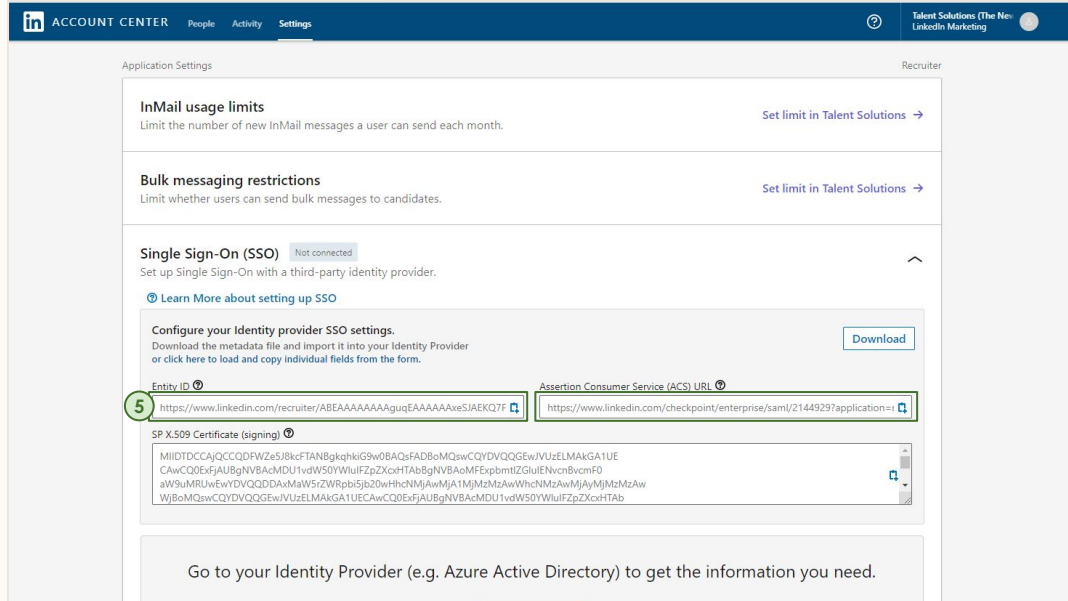 in ACCOUNT CENTER People Activity Settings
Talent Solutions (The New
LinkedIn Marketing
Application Settings Recruiter
InMail usage limits
Limit the number of new InMail messages a user can send each month.
Set limit in Talent Solutions →
Bulk messaging restrictions
Limit whether users can send bulk messages to candidates.
Set limit in Talent Solutions →
Single Sign-On (SSO) Not connected
Set up Single Sign-On with a third-party identity provider.
Learn More about setting up SSO
Configure your Identity provider SSO settings.
Download the metadata file and import it into your Identity Provider
or click here to load and copy individual fields from the form.
Download
Entity ID Assertion Consumer Service (ACS) URL
5 https://www.linkedin.com/recruiter/ABEAAAAAAAguqEAAAAAAxeSJAEKQ7F https://www.linkedin.com/checkpoint/enterprise/saml/2144929?application=r
SP X.509 Certificate (signing)
MIIDTDCCAjQCCQDFWZe5J8kcFTANBgkqhkiG9w0BAQsFADBoMQswCQYDVQQGEwJVUzELMAkGA1UE
CAwCQ0ExFjAUBgNVBAcMDU1vdW50YWluIFZpZXcxHTAbBgNVBAoMFExpbmtlZGluIENvcnBvcmF0
aW9uMRUwEwYDVQQDDAxMaW5rZWRpbi5jb20wHhcNMjAwMjA1MjMzMzAwWhcNMzAwMjAyMjMzMzAw
WjBoMQswCQYDVQQGEwJVUzELMAkGA1UECAwCQ0ExFjAUBgNVBAcMDU1vdW50YWluIFZpZXcxHTAb
Go to your Identity Provider (e.g. Azure Active Directory) to get the information you need.